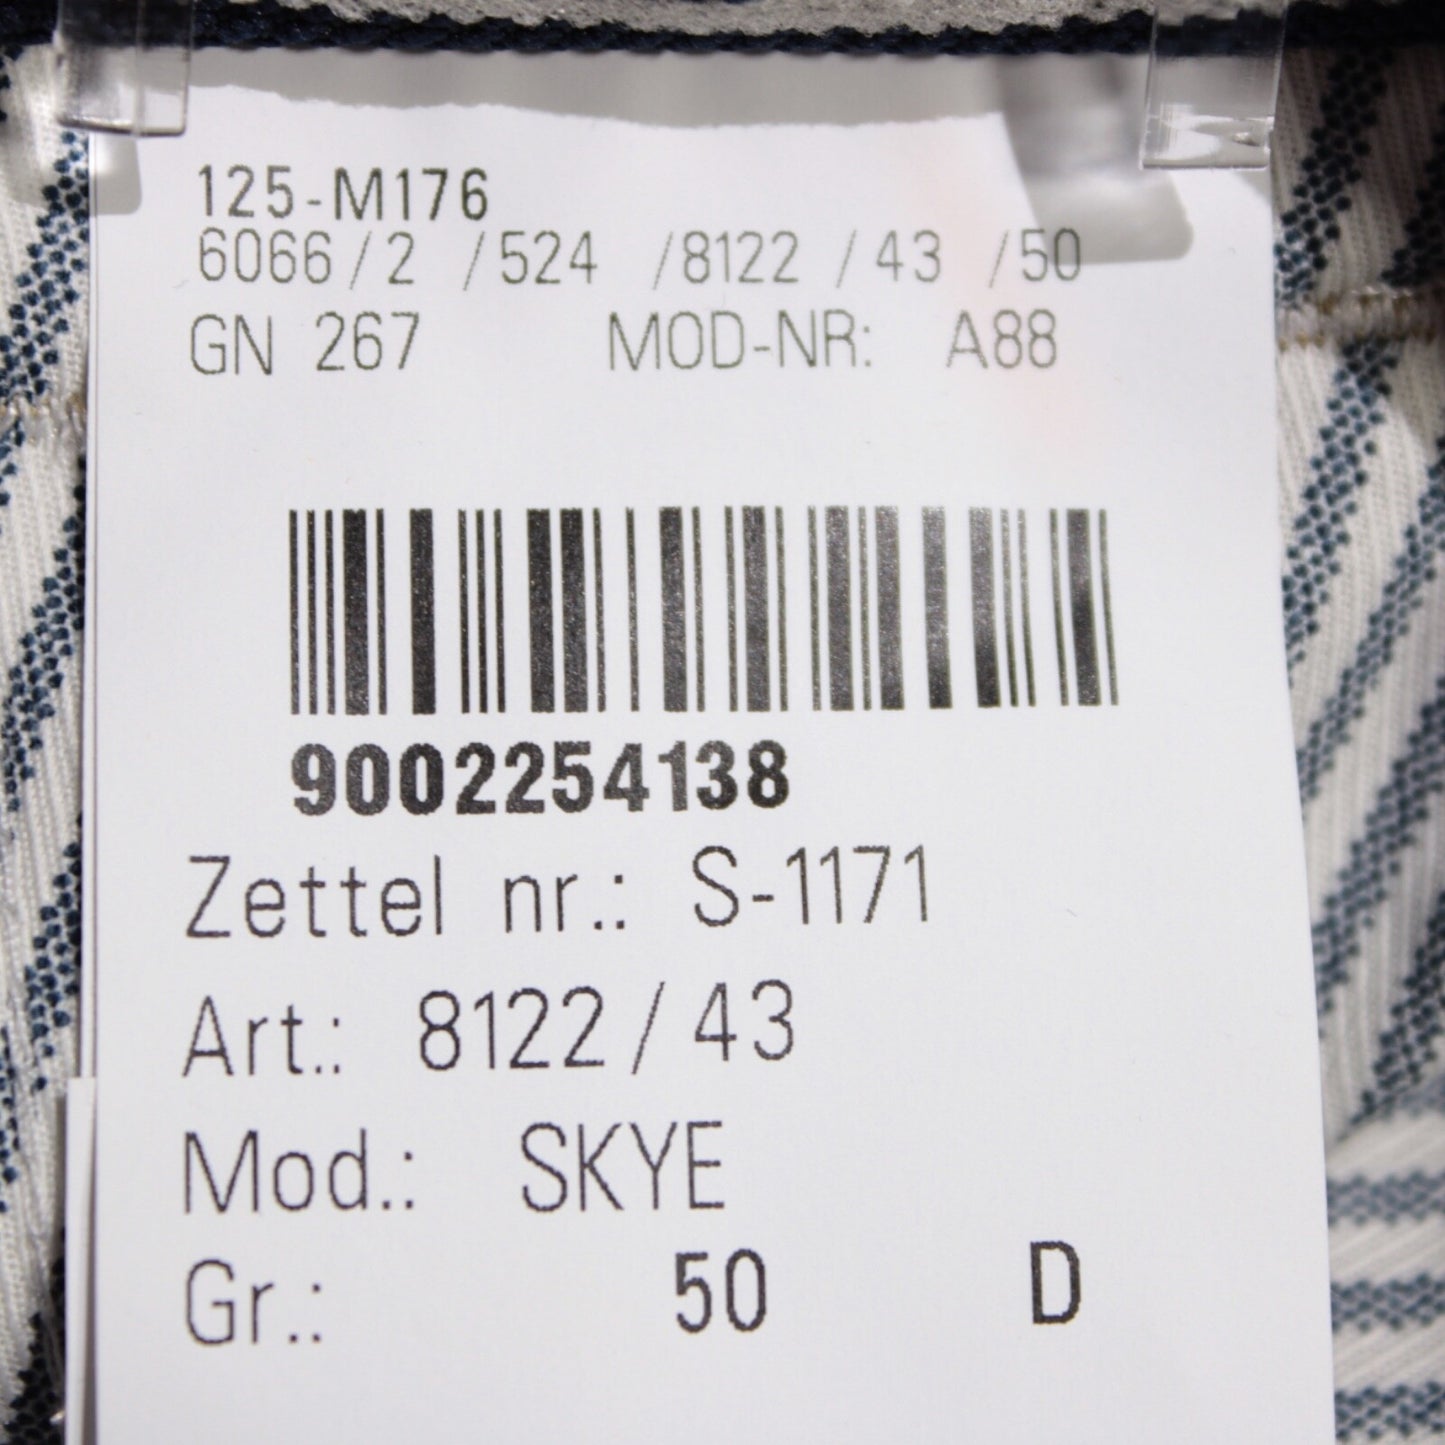 125-M176
6066/2 /524 /8122 /43 /50
GN 267 MOD-NR: A88
9002254138
Zettel nr.: S-1171
Art.: 8122/43
Mod.: SKYE
Gr.: 50 D